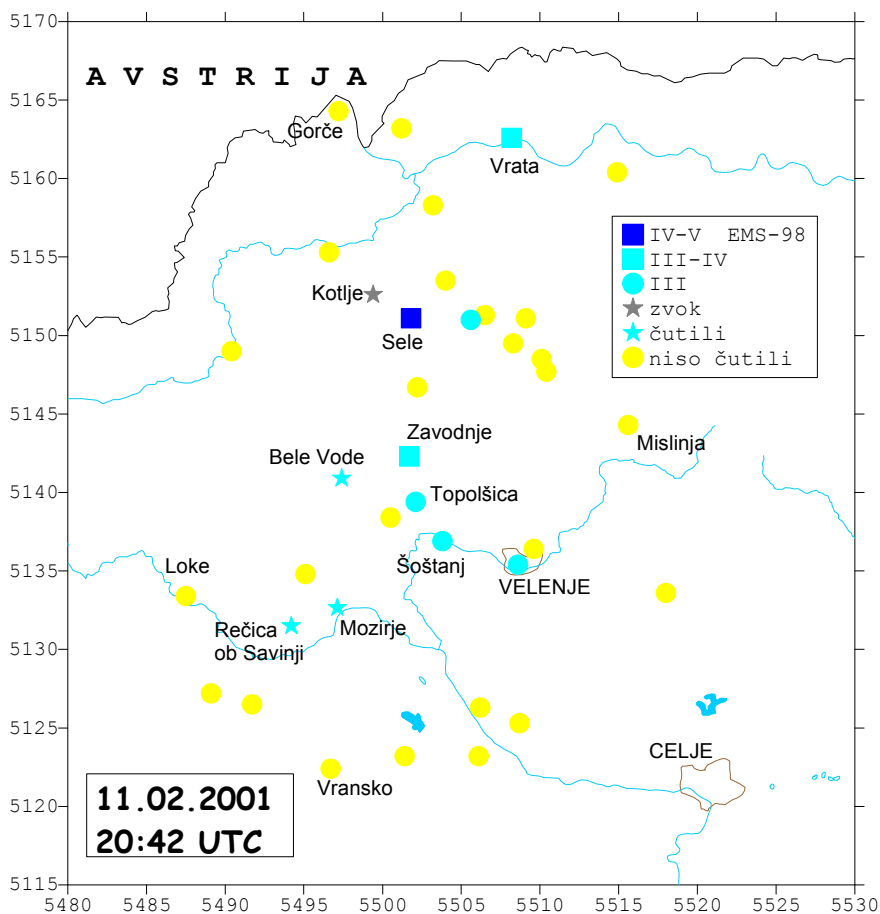 5170
5165
5160
5155
5150
5145
5140
5135
5130
5125
5120
5115
A V S T R I J A
Gorče
Vrata
IV-V EMS-98
III-IV
III
zvok
čutili
niso čutili
Kotlje
Sele
Zavodnje
Mislinja
Bele Vode
Topolšica
Loke
Šoštanj
VELENJE
Rečica
ob Savinji
Mozirje
CELJE
Vransko
11.02.2001
20:42 UTC
5480 5485 5490 5495 5500 5505 5510 5515 5520 5525 5530